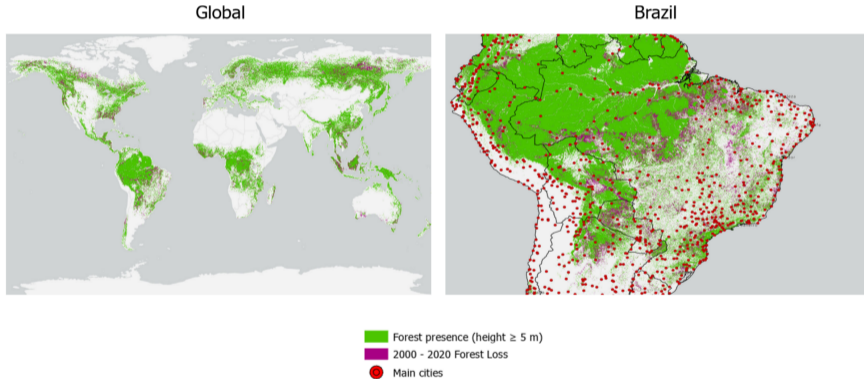 Global
Brazil
Forest presence (height ≥ 5 m)
2000 - 2020 Forest Loss
Main cities